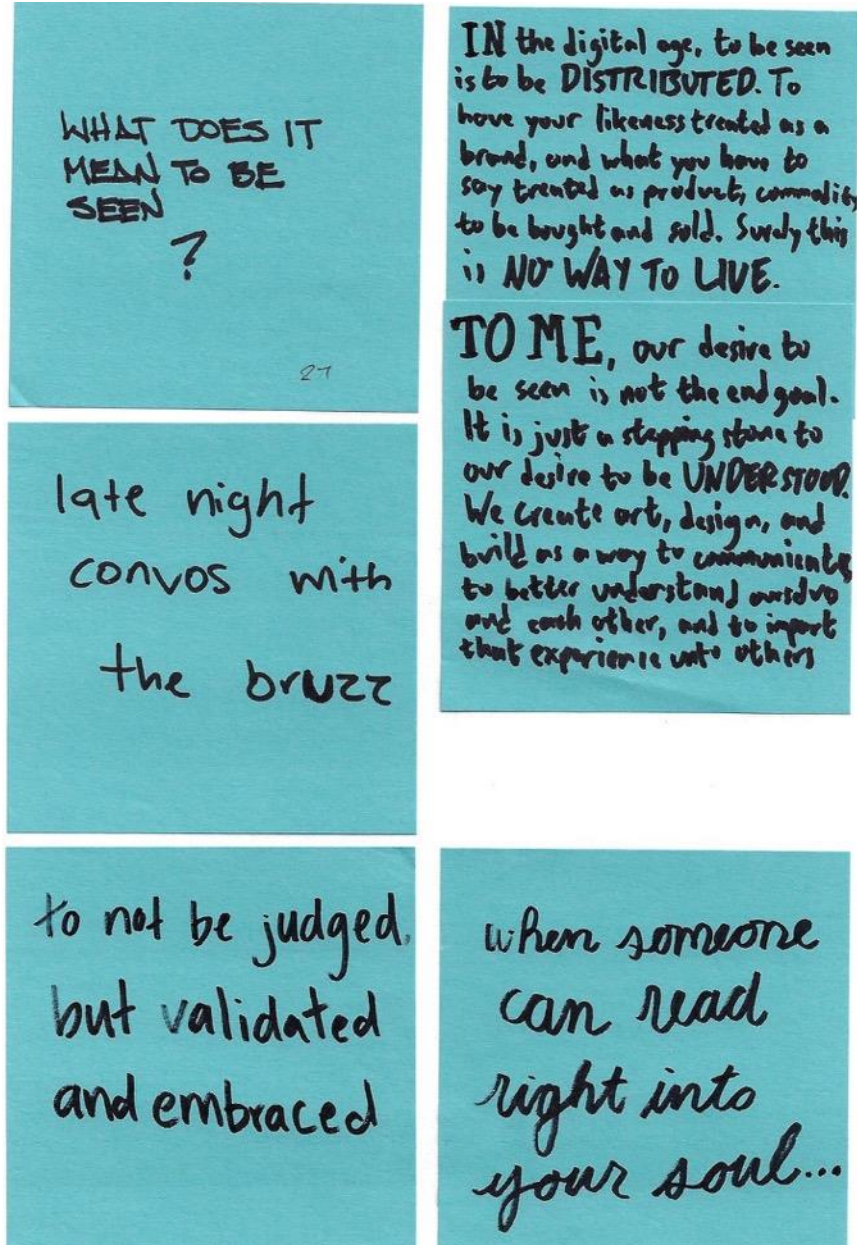 WHAT DOES IT
MEAN TO BE
SEEN
?
27
IN the digital age, to be seen
is to be DISTRIBUTED. To
have your likeness treated as a
brand, and what you have to
say treated as product, commodity
to be bought and sold. Surely this
is NO WAY TO LIVE.
TO ME, our desire to
be seen is not the end goal.
It is just a stepping stone to
our desire to be UNDERSTOOD.
We create art, design, and
build as a way to communicate,
to better understand ourselves
and each other, and to impart
that experience unto others
late night
convos with
the bruzz
to not be judged,
but validated
and embraced
when someone
can read
right into
your soul...